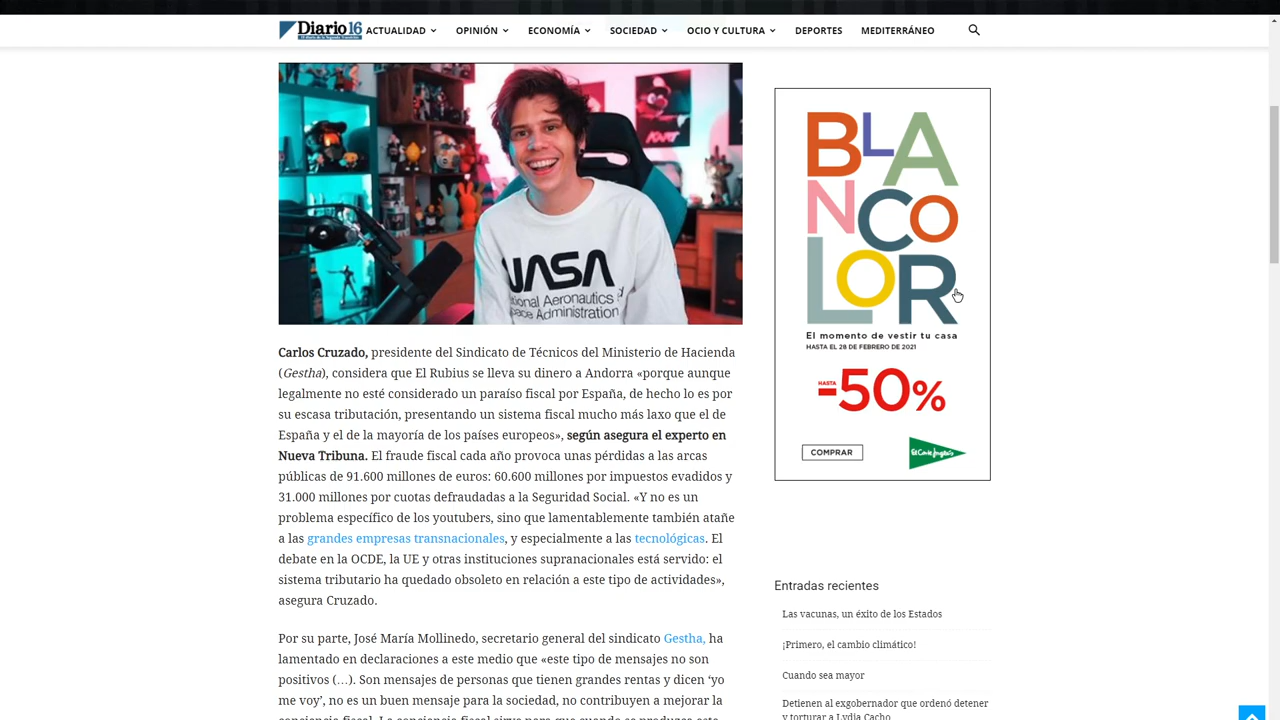 Diario16
ACTUALIDAD
OPINIÓN
ECONOMÍA
SOCIEDAD
OCIO Y CULTURA
DEPORTES
MEDITERRÁNEO
NASA
National Aeronautics
Space Administration
Carlos Cruzado, presidente del Sindicato de Técnicos del Ministerio de Hacienda
(Gestha), considera que El Rubius se lleva su dinero a Andorra «porque aunque
legalmente no esté considerado un paraíso fiscal por España, de hecho lo es por
su escasa tributación, presentando un sistema fiscal mucho más laxo que el de
España y el de la mayoría de los países europeos», según asegura el experto en
Nueva Tribuna. El fraude fiscal cada año provoca unas pérdidas a las arcas
públicas de 91.600 millones de euros: 60.600 millones por impuestos evadidos y
31.000 millones por cuotas defraudadas a la Seguridad Social. «Y no es un
problema específico de los youtubers, sino que lamentablemente también atañe
a las grandes empresas transnacionales, y especialmente a las tecnológicas. El
debate en la OCDE, la UE y otras instituciones supranacionales está servido: el
sistema tributario ha quedado obsoleto en relación a este tipo de actividades»,
asegura Cruzado.
Por su parte, José María Mollinedo, secretario general del sindicato Gestha, ha
lamentado en declaraciones a este medio que «este tipo de mensajes no son
positivos (…). Son mensajes de personas que tienen grandes rentas y dicen ‘yo
me voy’, no es un buen mensaje para la sociedad, no contribuyen a mejorar la
BLA
NCO
LOR
El momento de vestir tu casa
HASTA EL 28 DE FEBRERO DE 2021
HASTA
-50%
COMPRAR
El Corte Inglés
Entradas recientes
Las vacunas, un éxito de los Estados
¡Primero, el cambio climático!
Cuando sea mayor
Detienen al exgobernador que ordenó detener
y torturar a Lydia Cacho